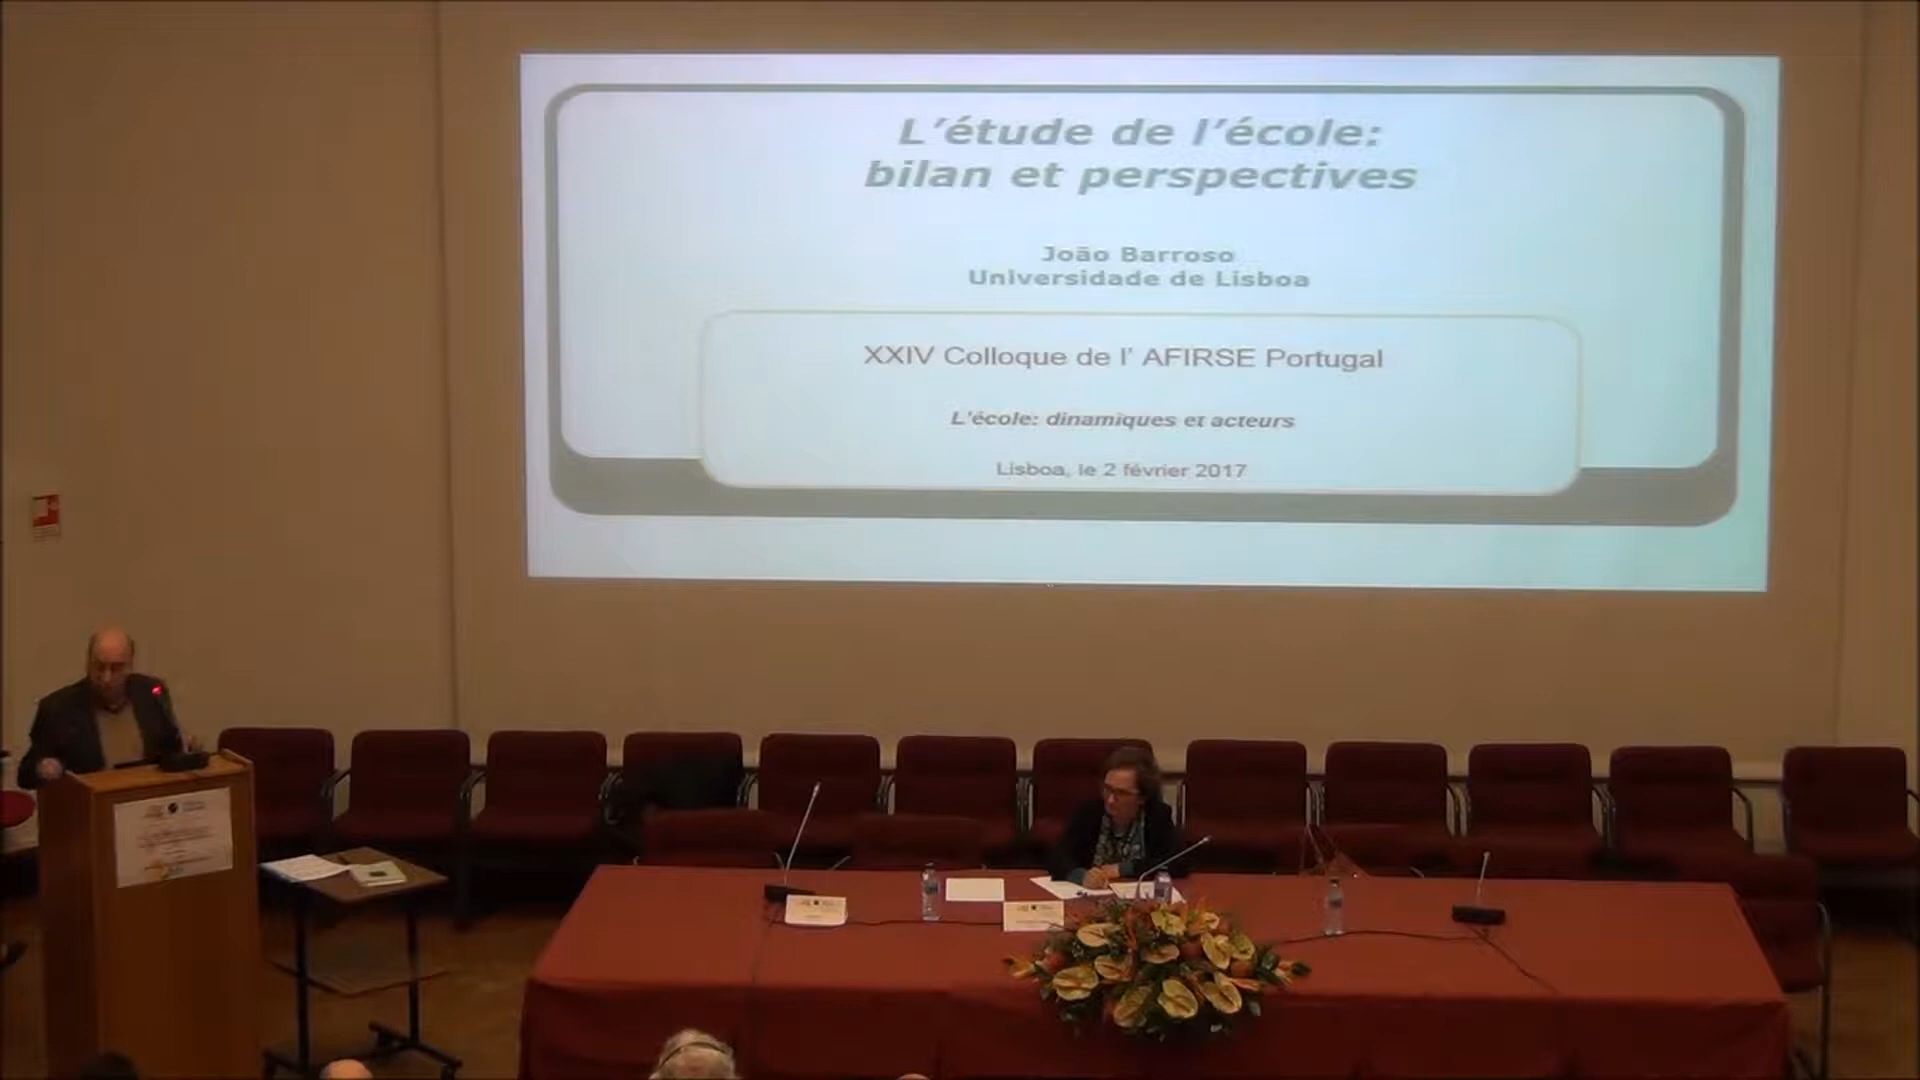 L'étude de l'école:
bilan et perspectives
João Barroso
Universidade de Lisboa
XXIV Colloque de l' AFIRSE Portugal
L'école: dinamiques et acteurs
Lisboa, le 2 février 2017